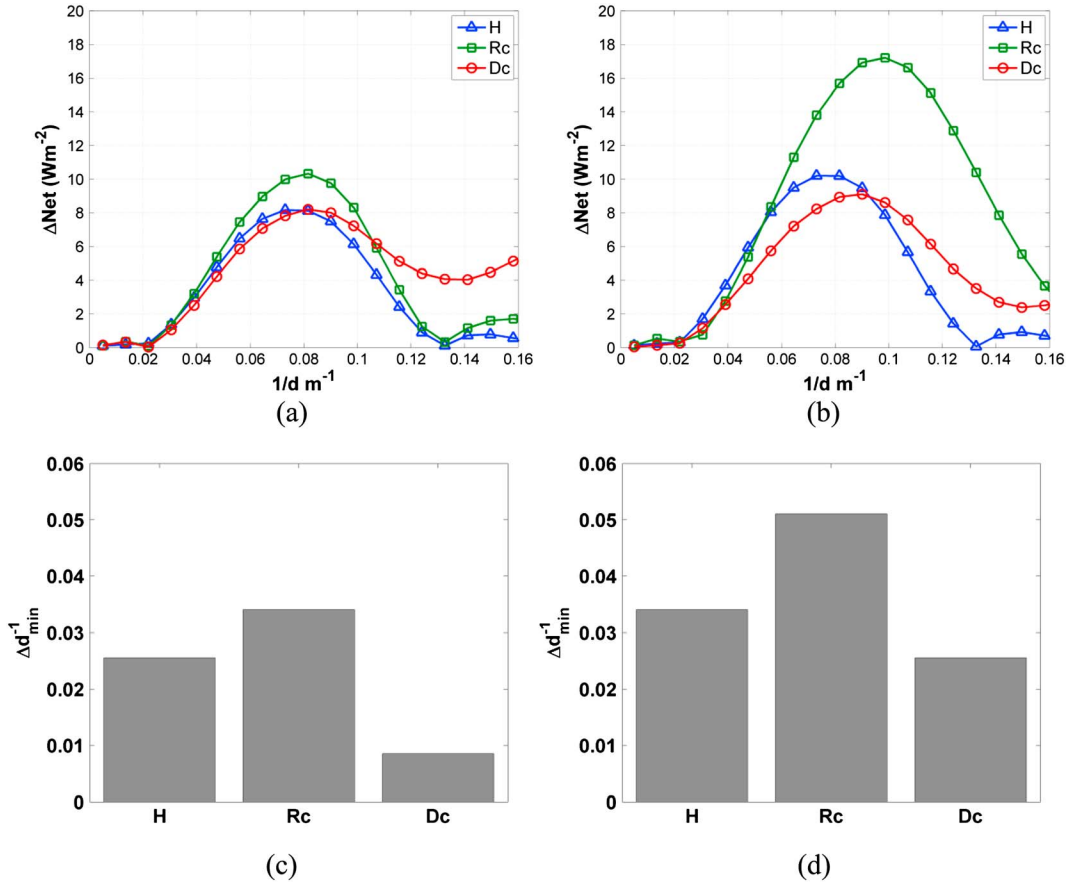 20
18
16
14
12
10
8
6
4
2
0
0 0.02 0.04 0.06 0.08 0.1 0.12 0.14 0.16
ΔNet (Wm⁻²)
1/d m⁻¹
H
Rc
Dc
(a)
20
18
16
14
12
10
8
6
4
2
0
0 0.02 0.04 0.06 0.08 0.1 0.12 0.14 0.16
ΔNet (Wm⁻²)
1/d m⁻¹
H
Rc
Dc
(b)
0.06
0.05
0.04
0.03
0.02
0.01
0
Δd⁻¹min
H Rc Dc
(c)
0.06
0.05
0.04
0.03
0.02
0.01
0
Δd⁻¹min
H Rc Dc
(d)